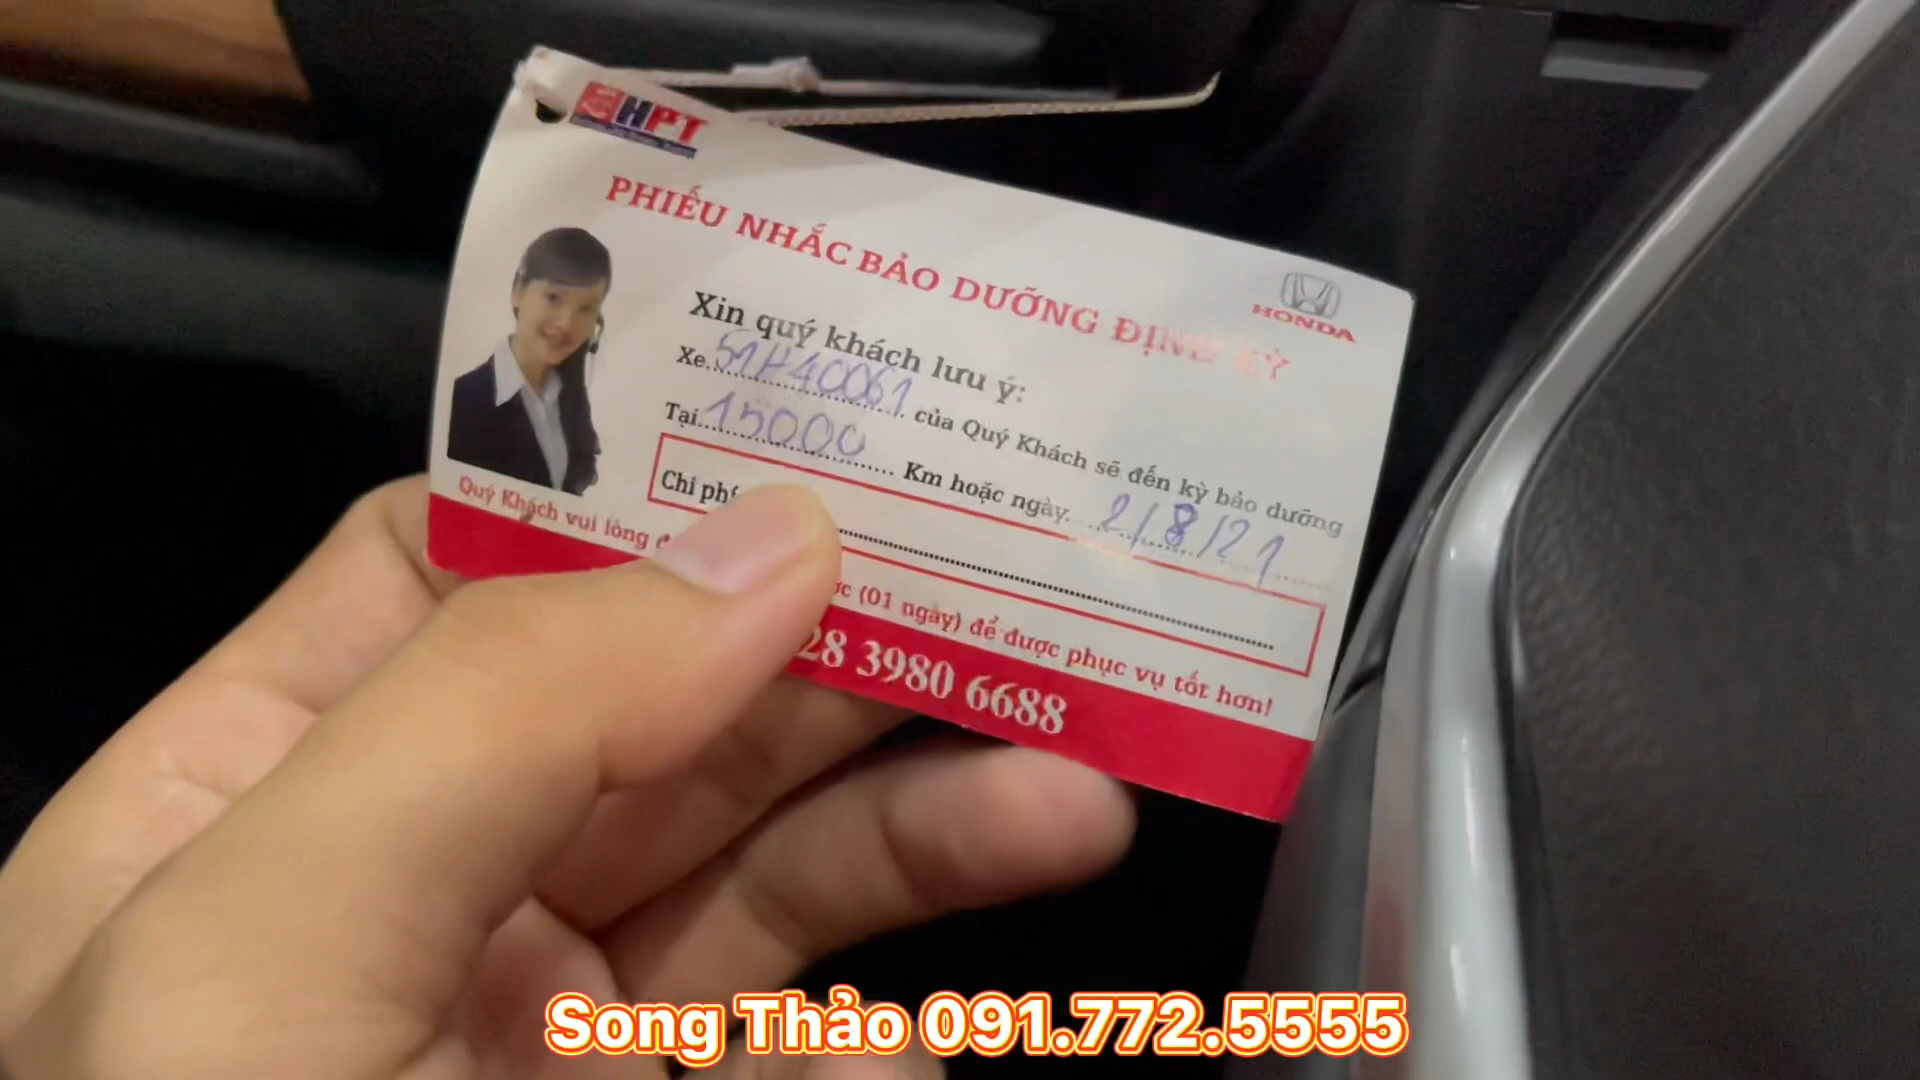 HPT
PHIẾU NHẮC BẢO DƯỠNG ĐỊNH KỲ
HONDA
Xin quý khách lưu ý:
Xe 51H40061 của Quý Khách sẽ đến kỳ bảo dưỡng
Tại 15000 Km hoặc ngày 2/8/21
Chi phí
Quý Khách vui lòng (01 ngày) để được phục vụ tốt hơn!
28 3980 6688
Song Thảo 091.772.5555